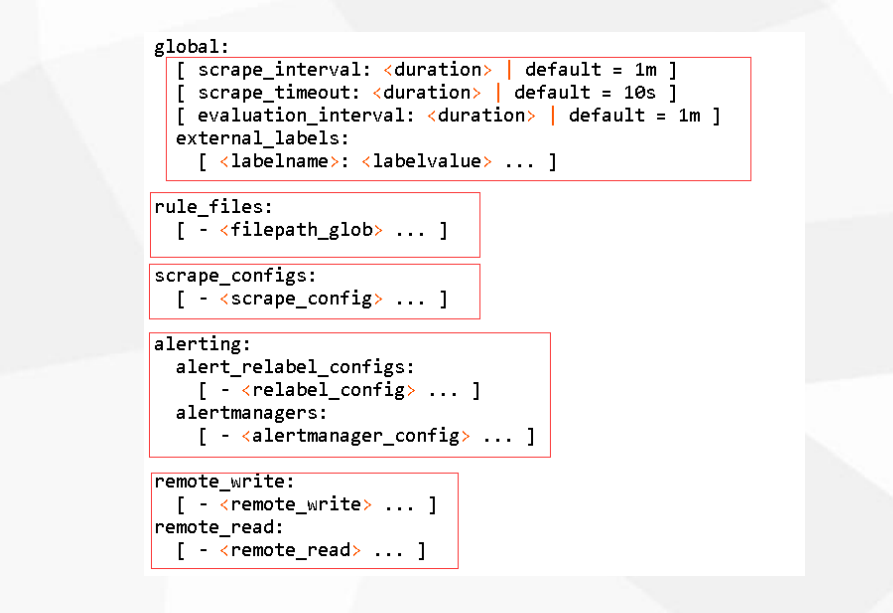 global:
  [ scrape_interval: <duration> | default = 1m ]
  [ scrape_timeout: <duration> | default = 10s ]
  [ evaluation_interval: <duration> | default = 1m ]
  external_labels:
    [ <labelname>: <labelvalue> ... ]
rule_files:
  [ - <filepath_glob> ... ]
scrape_configs:
  [ - <scrape_config> ... ]
alerting:
  alert_relabel_configs:
    [ - <relabel_config> ... ]
  alertmanagers:
    [ - <alertmanager_config> ... ]
remote_write:
  [ - <remote_write> ... ]
remote_read:
  [ - <remote_read> ... ]